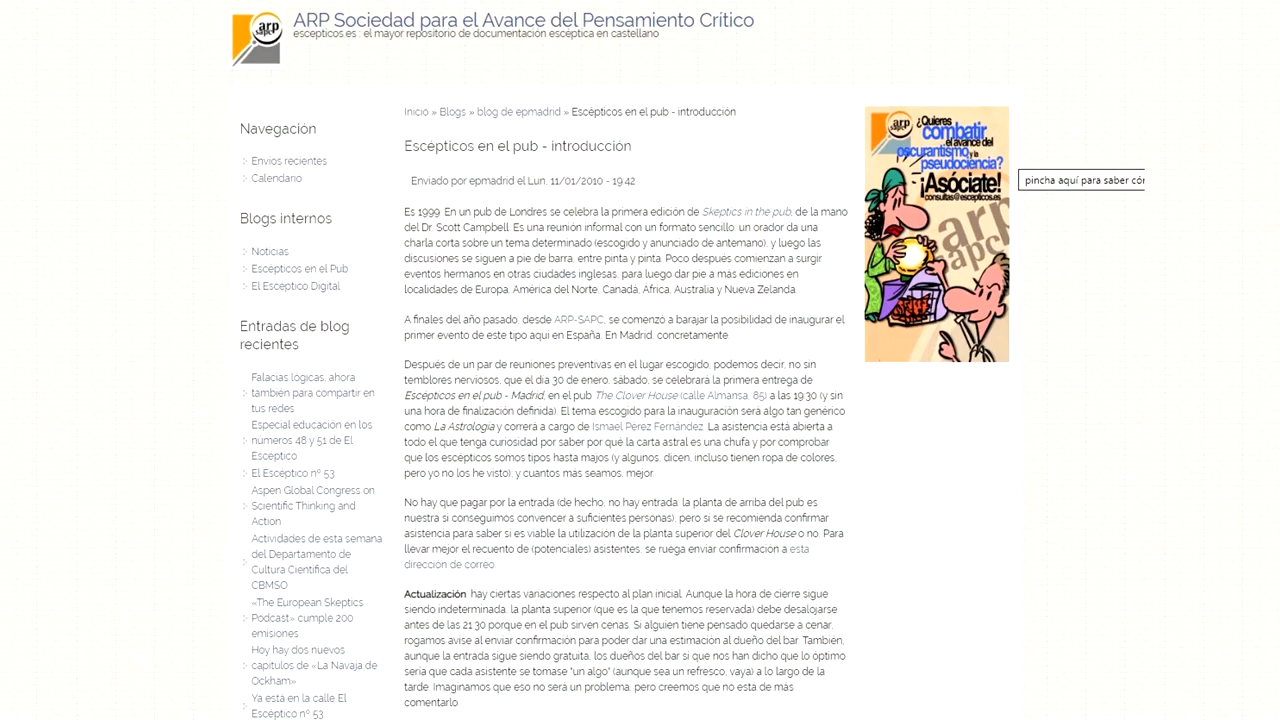 ARP Sociedad para el Avance del Pensamiento Crítico
escepticos.es : el mayor repositorio de documentación escéptica en castellano
arp
sapc
Navegación
Envíos recientes
Calendario
Blogs internos
Noticias
Escépticos en el Pub
El Escéptico Digital
Entradas de blog
recientes
Falacias lógicas, ahora
también para compartir en
tus redes
Especial educación en los
números 48 y 51 de El
Escéptico
El Escéptico nº 53
Aspen Global Congress on
Scientific Thinking and
Action
Actividades de esta semana
del Departamento de
Cultura Científica del
CBMSO
«The European Skeptics
Podcast» cumple 200
emisiones
Hoy hay dos nuevos
capítulos de «La Navaja de
Ockham»
Ya está en la calle El
Escéptico nº 53
Inicio » Blogs » blog de epmadrid » Escépticos en el pub - introducción
Escépticos en el pub - introducción
Enviado por epmadrid el Lun, 11/01/2010 - 19:42
Es 1999. En un pub de Londres se celebra la primera edición de Skeptics in the pub, de la mano
del Dr. Scott Campbell. Es una reunión informal con un formato sencillo: un orador da una
charla corta sobre un tema determinado (escogido y anunciado de antemano), y luego las
discusiones se siguen a pie de barra, entre pinta y pinta. Poco después comienzan a surgir
eventos hermanos en otras ciudades inglesas, para luego dar pie a más ediciones en
localidades de Europa, América del Norte, Canadá, África, Australia y Nueva Zelanda.
A finales del año pasado, desde ARP-SAPC, se comenzó a barajar la posibilidad de inaugurar el
primer evento de este tipo aquí en España. En Madrid, concretamente.
Después de un par de reuniones preventivas en el lugar escogido, podemos decir, no sin
temblores nerviosos, que el día 30 de enero, sábado, se celebrará la primera entrega de
Escépticos en el pub - Madrid, en el pub The Clover House (calle Almansa, 85) a las 19:30 (y sin
una hora de finalización definida). El tema escogido para la inauguración será algo tan genérico
como La Astrología y correrá a cargo de Ismael Pérez Fernández. La asistencia está abierta a
todo el que tenga curiosidad por saber por qué la carta astral es una chufa y por comprobar
que los escépticos somos tipos hasta majos (y algunos, dicen, incluso tienen ropa de colores,
pero yo no los he visto), y cuantos más seamos, mejor.
No hay que pagar por la entrada (de hecho, no hay entrada: la planta de arriba del pub es
nuestra si conseguimos convencer a suficientes personas), pero sí se recomienda confirmar
asistencia para saber si es viable la utilización de la planta superior del Clover House o no. Para
llevar mejor el recuento de (potenciales) asistentes, se ruega enviar confirmación a esta
dirección de correo.
Actualización: hay ciertas variaciones respecto al plan inicial. Aunque la hora de cierre sigue
siendo indeterminada, la planta superior (que es la que tenemos reservada) debe desalojarse
antes de las 21:30 porque en el pub sirven cenas. Si alguien tiene pensado quedarse a cenar,
rogamos avise al enviar confirmación para poder dar una estimación al dueño del bar. También,
aunque la entrada sigue siendo gratuita, los dueños del bar sí que nos han dicho que lo óptimo
sería que cada asistente se tomase "un algo" (aunque sea un refresco, vaya) a lo largo de la
tarde. Imaginamos que eso no será un problema, pero creemos que no está de más
comentarlo.
arp
sapc
¿Quieres
combatir
el avance del
oscurantismo y la
pseudociencia?
¡Asóciate!
consultas@escepticos.es
arp
sapc
pincha aquí para saber cór